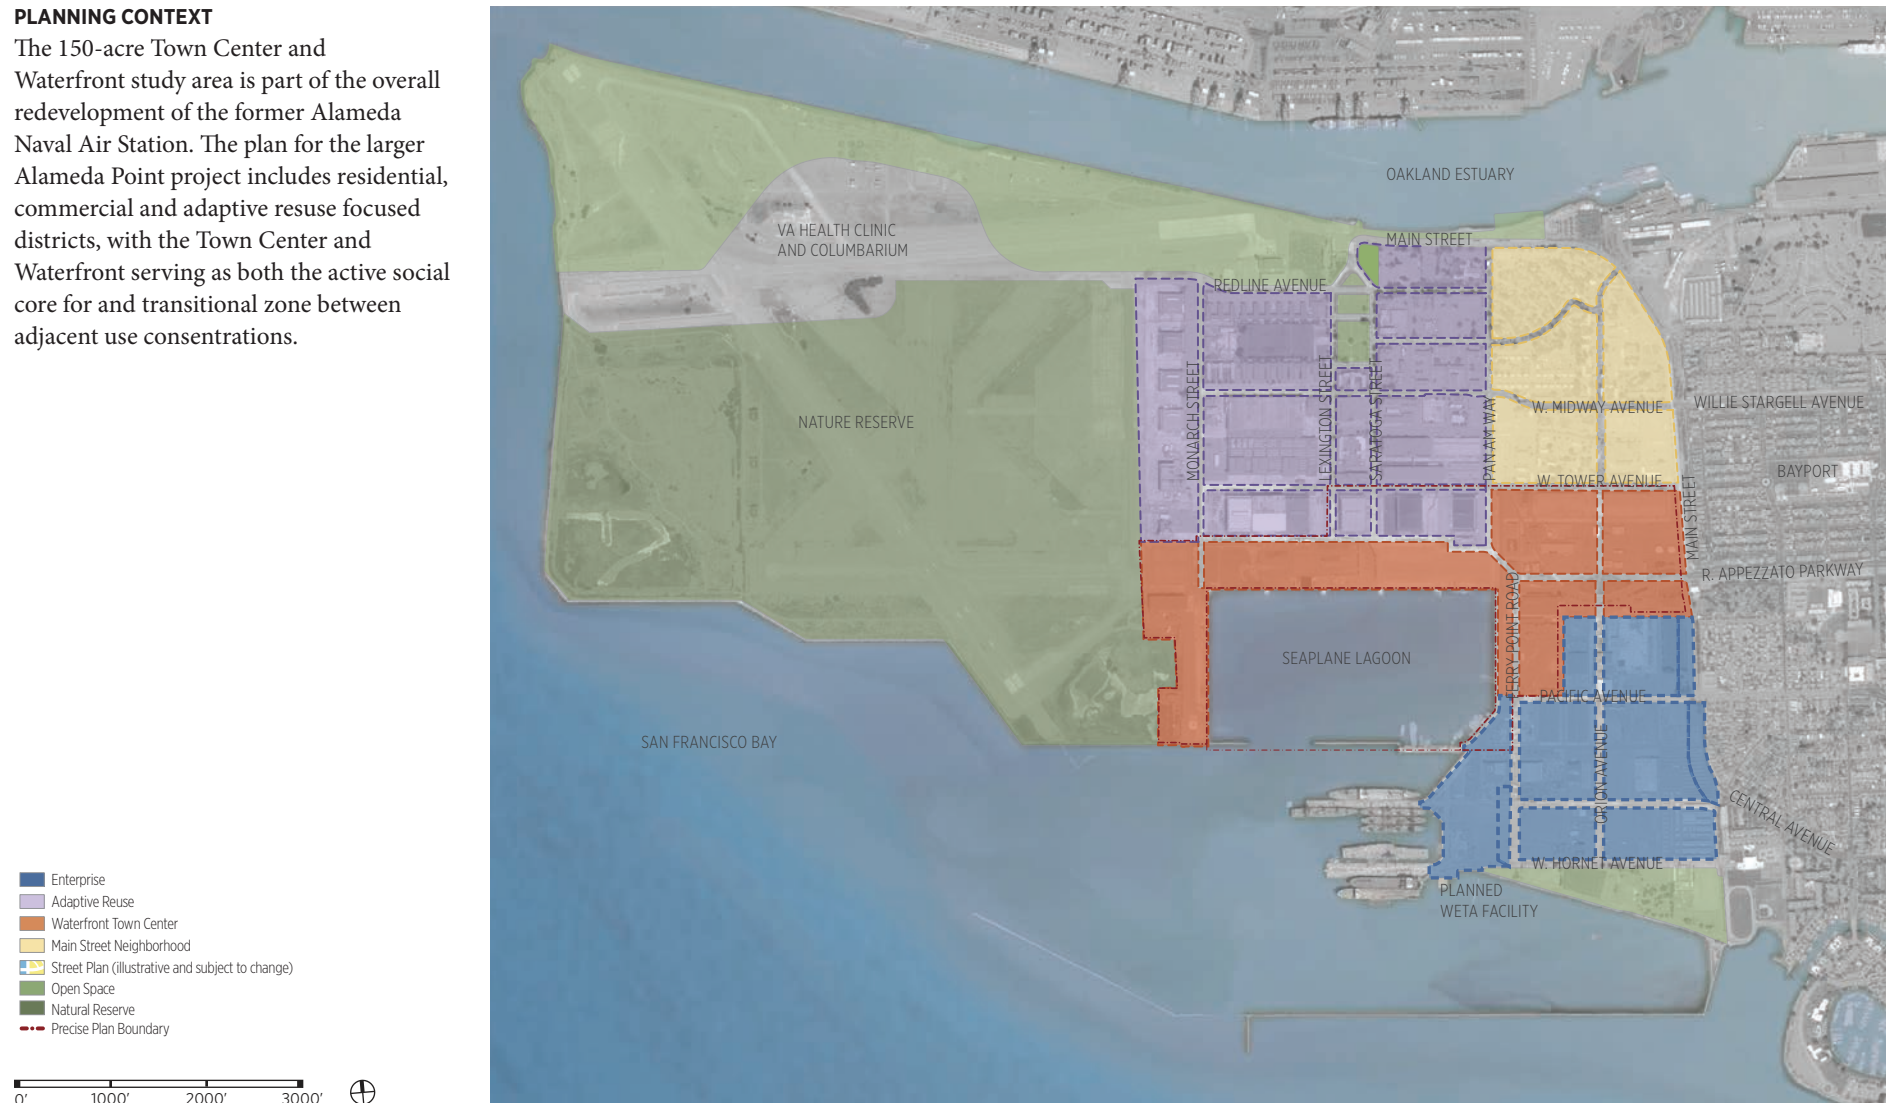 PLANNING CONTEXT
The 150-acre Town Center and
Waterfront study area is part of the overall
redevelopment of the former Alameda
Naval Air Station. The plan for the larger
Alameda Point project includes residential,
commercial and adaptive resuse focused
districts, with the Town Center and
Waterfront serving as both the active social
core for and transitional zone between
adjacent use consentrations.
OAKLAND ESTUARY
VA HEALTH CLINIC
AND COLUMBARIUM
MAIN STREET
REDLINE AVENUE
NATURE RESERVE
MONARCH STREET
LEXINGTON STREET
SARATOGA STREET
PAN AM WAY
W. MIDWAY AVENUE
WILLIE STARGELL AVENUE
BAYPORT
W. TOWER AVENUE
MAIN STREET
R. APPEZZATO PARKWAY
FERRY POINT ROAD
SEAPLANE LAGOON
PACIFIC AVENUE
SAN FRANCISCO BAY
ORION AVENUE
CENTRAL AVENUE
W. HORNET AVENUE
PLANNED
WETA FACILITY
Enterprise
Adaptive Reuse
Waterfront Town Center
Main Street Neighborhood
Street Plan (illustrative and subject to change)
Open Space
Natural Reserve
Precise Plan Boundary
0' 1000' 2000' 3000'